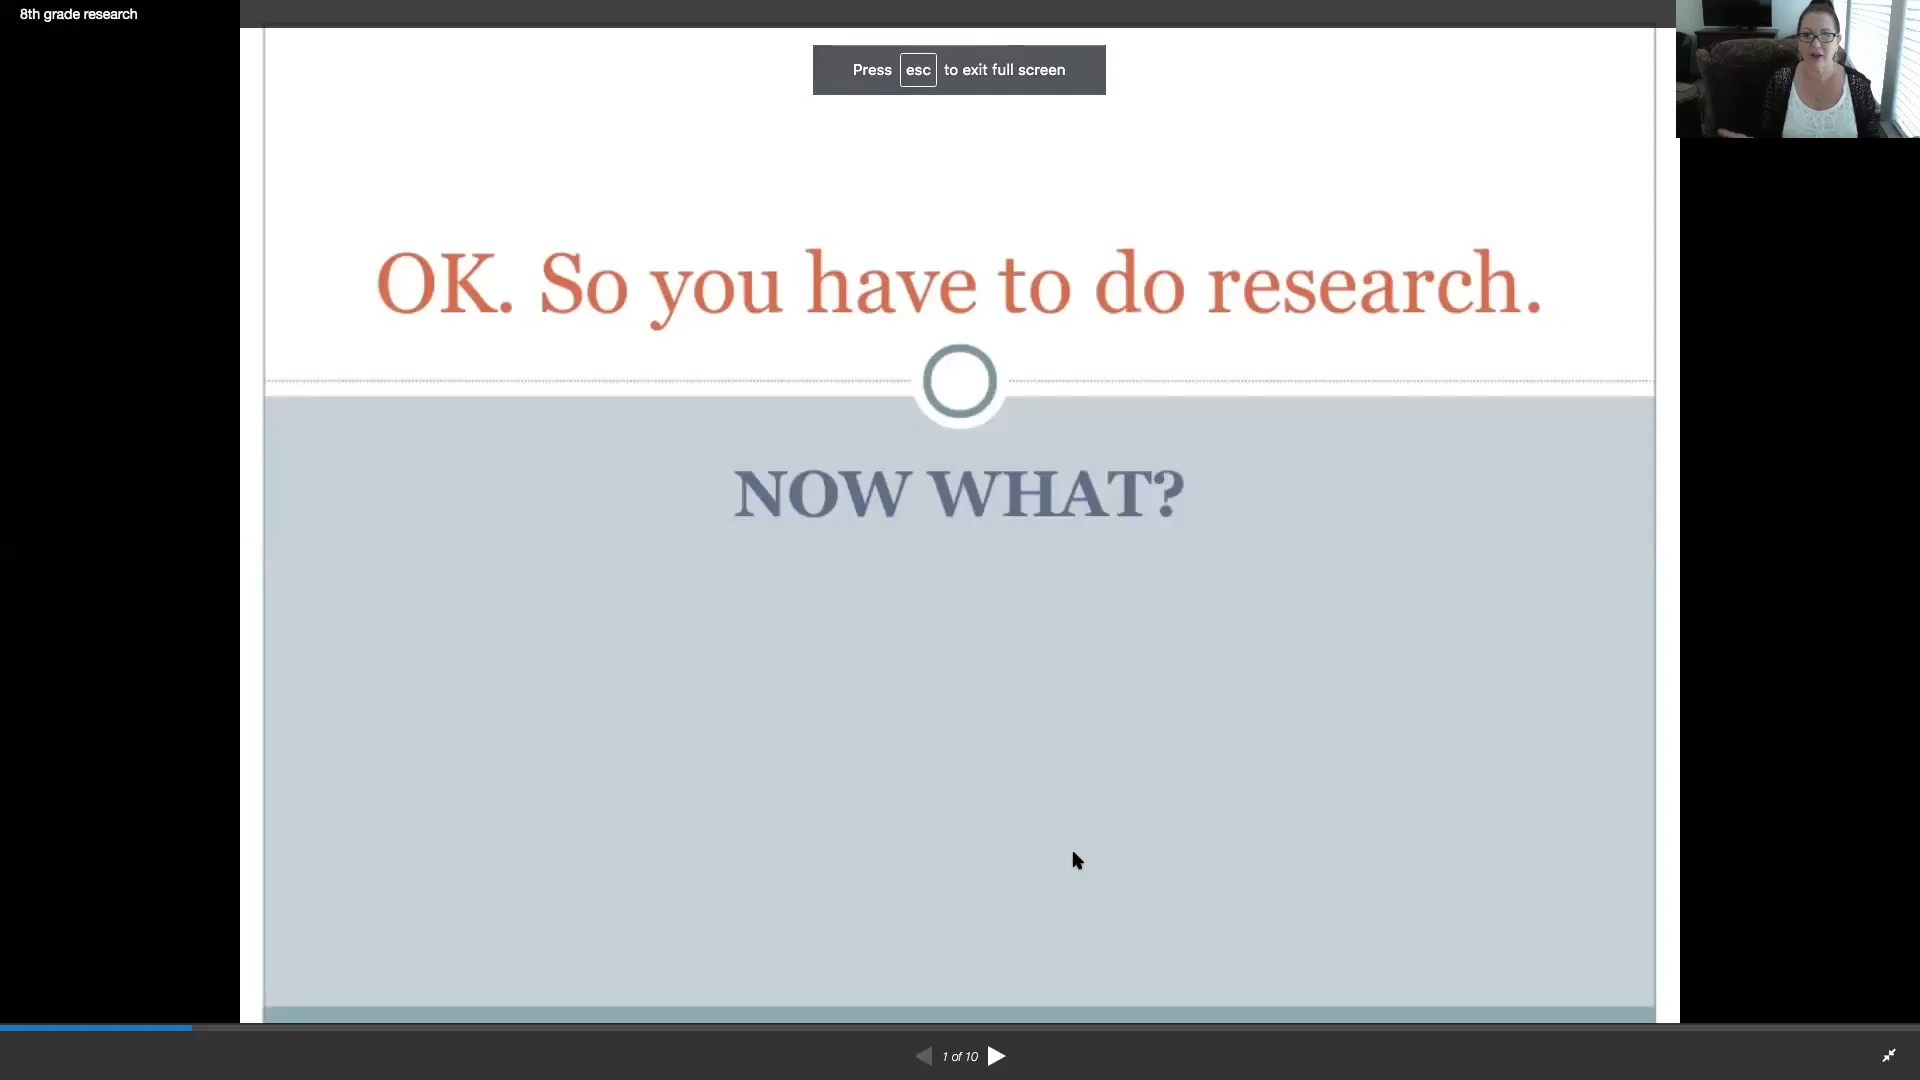 8th grade research
Press esc to exit full screen
OK. So you have to do research.
NOW WHAT?
1 of 10